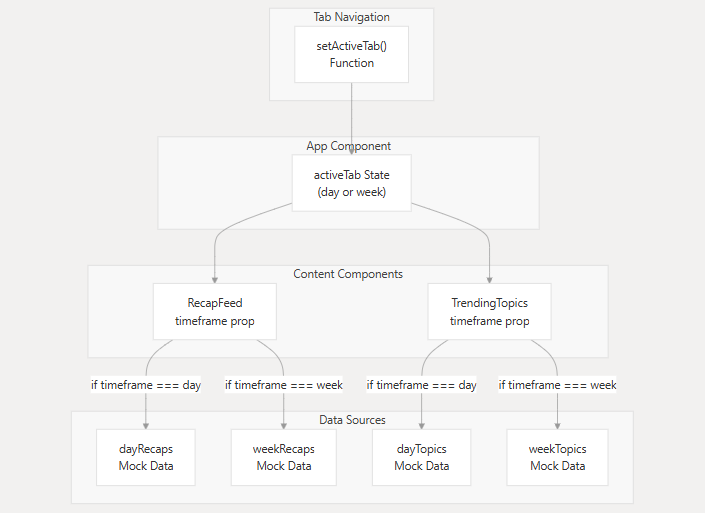 Tab Navigation
setActiveTab()
Function
App Component
activeTab State
(day or week)
Content Components
RecapFeed
timeframe prop
TrendingTopics
timeframe prop
if timeframe === day
if timeframe === week
if timeframe === day
if timeframe === week
Data Sources
dayRecaps
Mock Data
weekRecaps
Mock Data
dayTopics
Mock Data
weekTopics
Mock Data